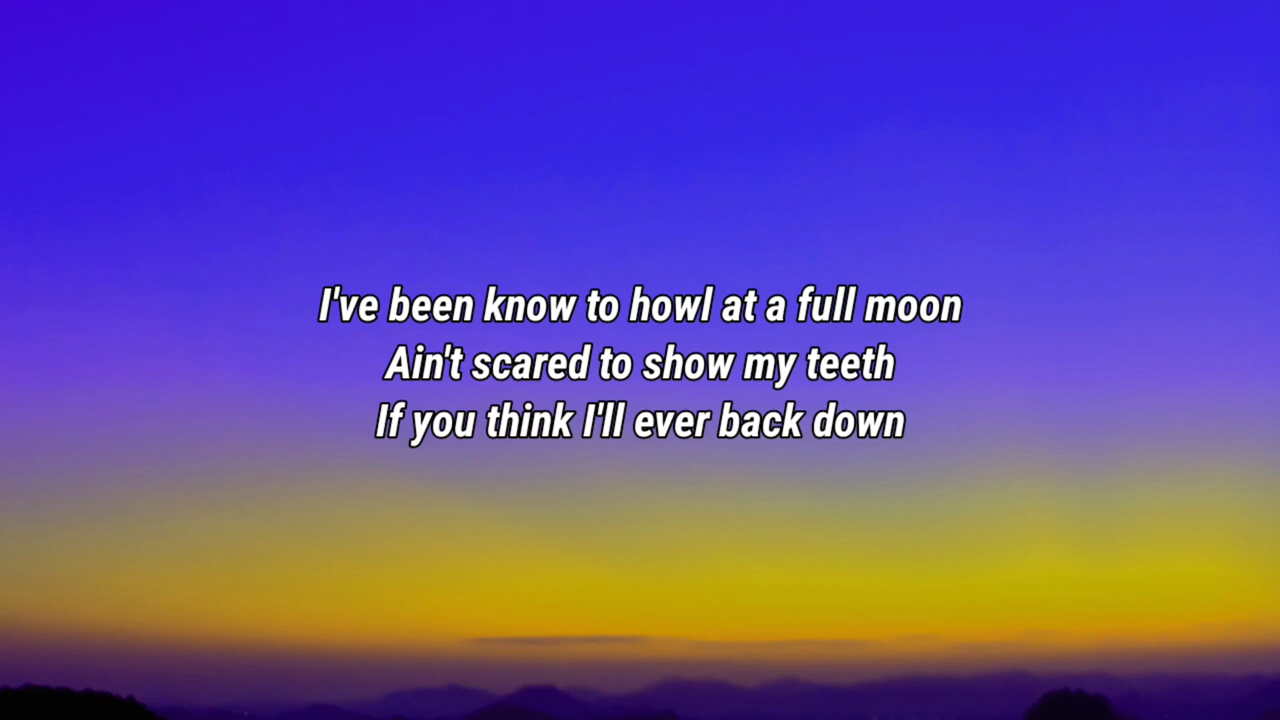 I've been know to howl at a full moon
Ain't scared to show my teeth
If you think I'll ever back down